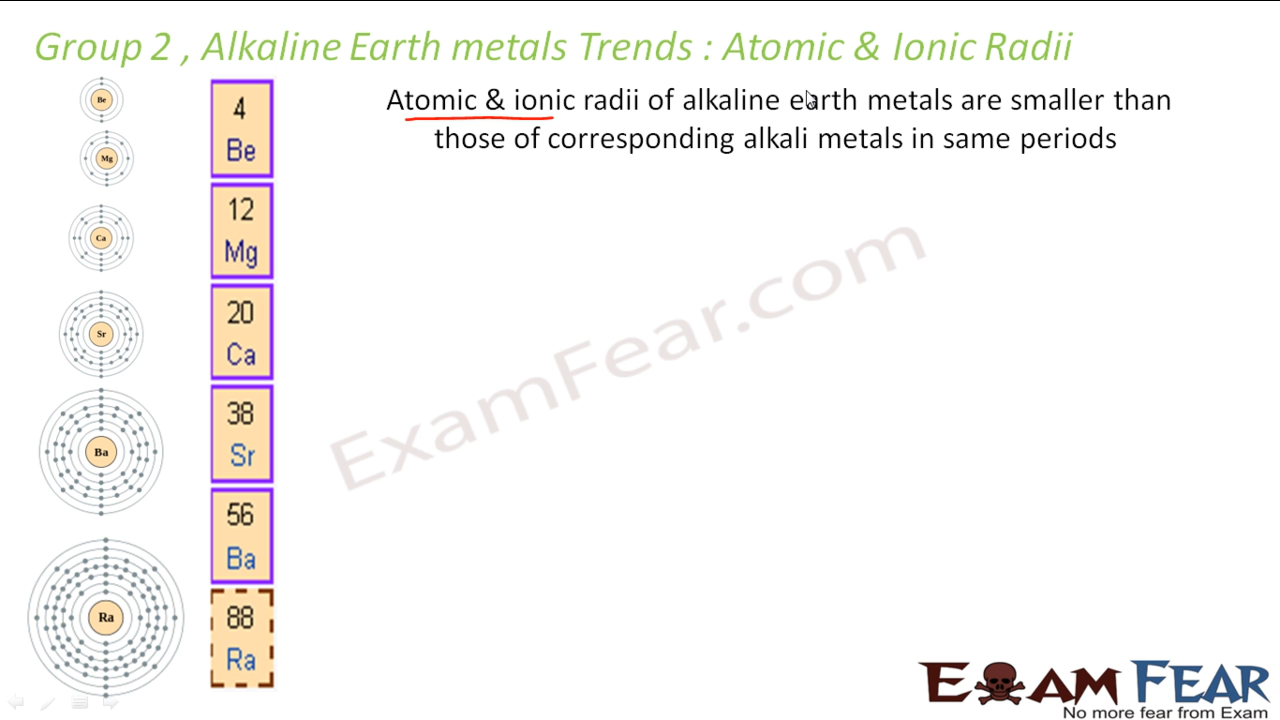 Group 2 , Alkaline Earth metals Trends : Atomic & Ionic Radii
Atomic & ionic radii of alkaline earth metals are smaller than
those of corresponding alkali metals in same periods
Be
Mg
Ca
Sr
Ba
Ra
4
Be
12
Mg
20
Ca
38
Sr
56
Ba
88
Ra
ExamFear.com
EXAM FEAR
No more fear from Exam